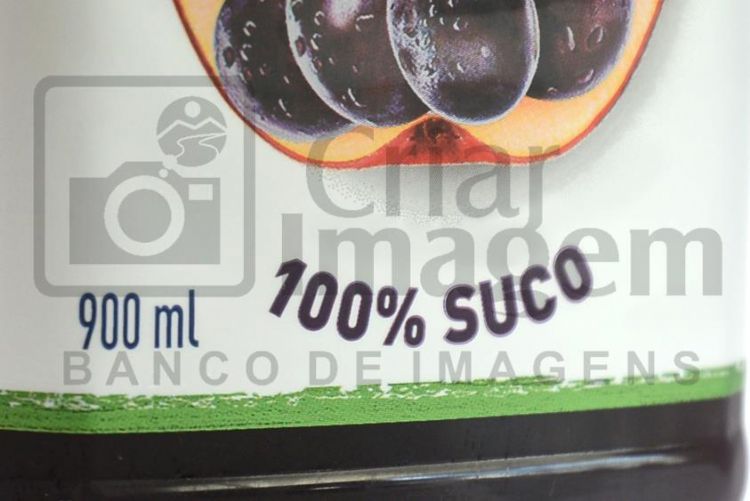 Criar
Imagem
900 ml
100% SUCO
BANCO DE IMAGENS